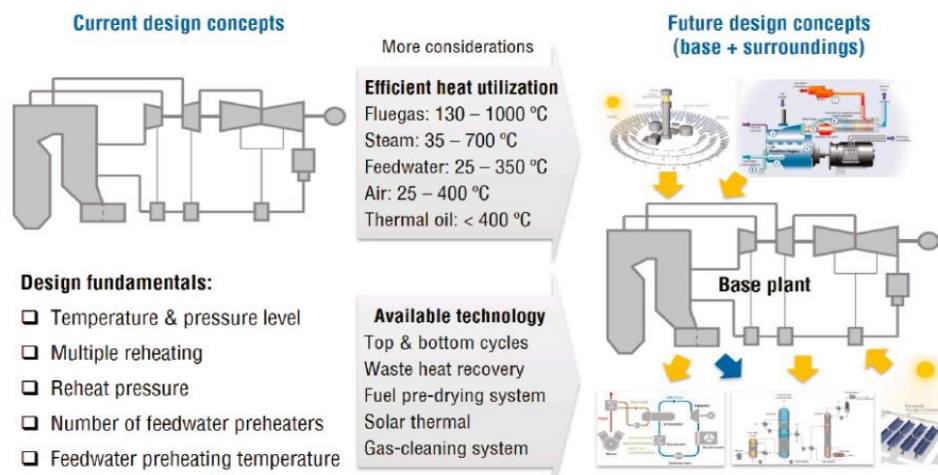 Current design concepts
More considerations
Future design concepts
(base + surroundings)
Efficient heat utilization
Fluegas: 130 – 1000 ºC
Steam: 35 – 700 ºC
Feedwater: 25 – 350 ºC
Air: 25 – 400 ºC
Thermal oil: < 400 ºC
Base plant
Design fundamentals:
Temperature & pressure level
Multiple reheating
Reheat pressure
Number of feedwater preheaters
Feedwater preheating temperature
Available technology
Top & bottom cycles
Waste heat recovery
Fuel pre-drying system
Solar thermal
Gas-cleaning system